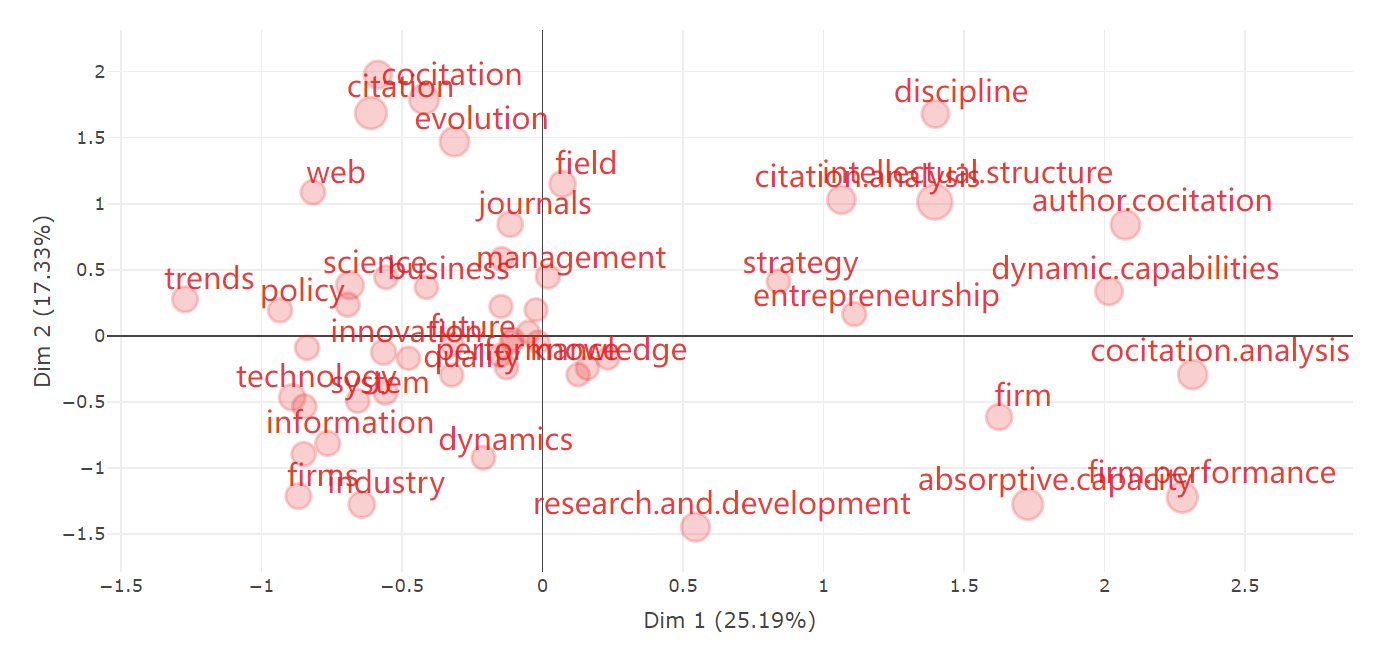 cocitation
citation
discipline
evolution
field
web
citation.analysis
intellectual.structure
journals
author.cocitation
management
science
business
strategy
dynamic.capabilities
trends
policy
entrepreneurship
future
innovation
performance
knowledge
cocitation.analysis
quality
technology
system
firm
information
dynamics
firms
industry
absorptive.capacity
firm.performance
research.and.development
2
1.5
1
0.5
0
−0.5
−1
−1.5
Dim 2 (17.33%)
−1.5
−1
−0.5
0
0.5
1
1.5
2
2.5
Dim 1 (25.19%)